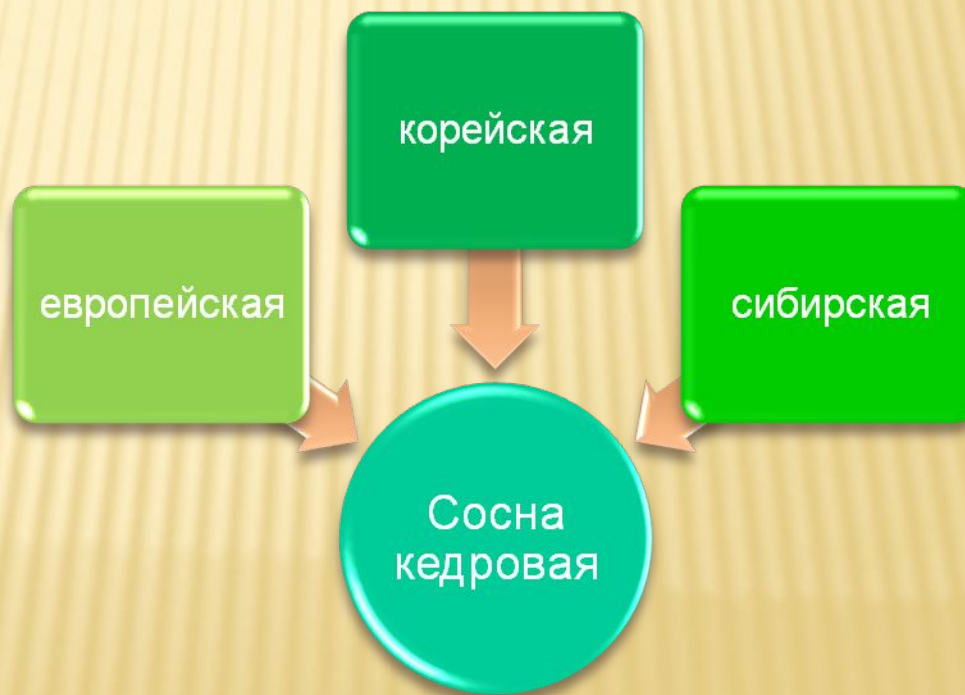 корейская
европейская
сибирская
Сосна
кедровая